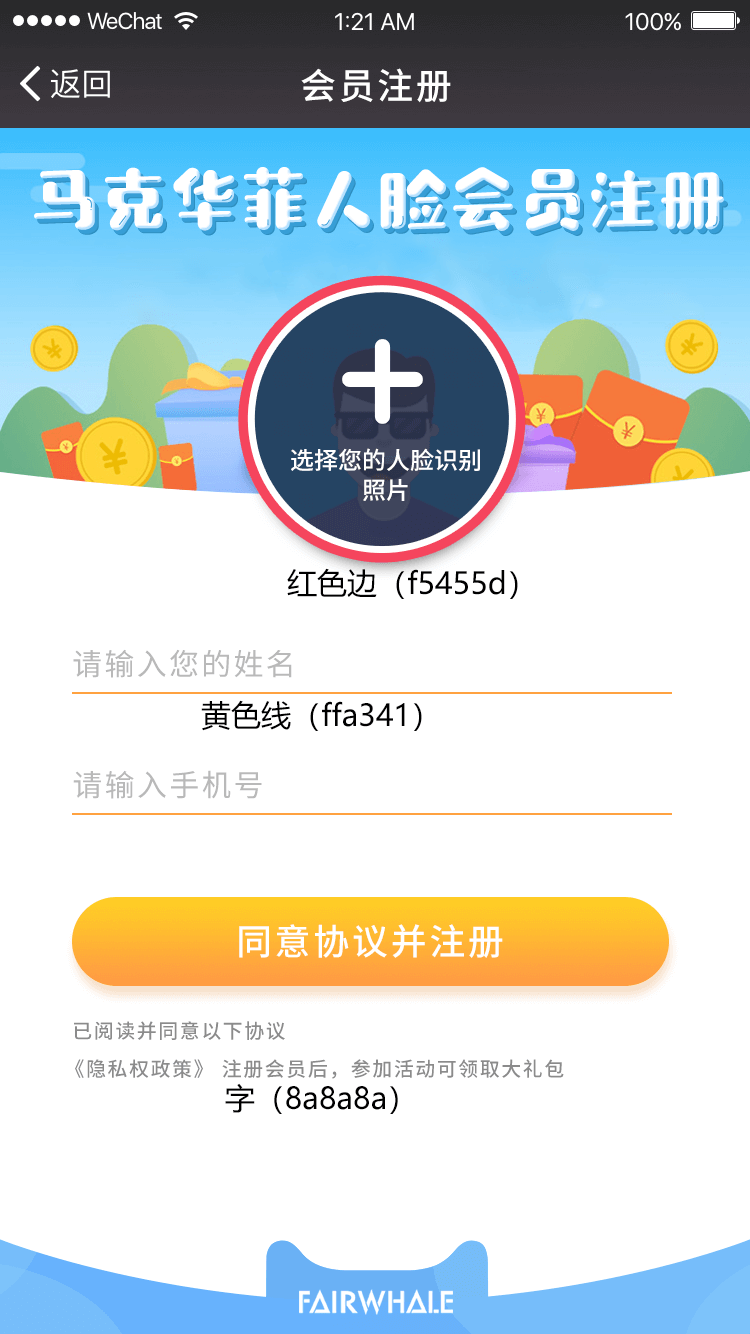 WeChat 1:21 AM 100%
返回 会员注册
马克华菲人脸会员注册
选择您的人脸识别
照片
红色边（f5455d）
请输入您的姓名
黄色线（ffa341）
请输入手机号
同意协议并注册
已阅读并同意以下协议
《隐私权政策》 注册会员后，参加活动可领取大礼包
字（8a8a8a）
FAIRWHALE